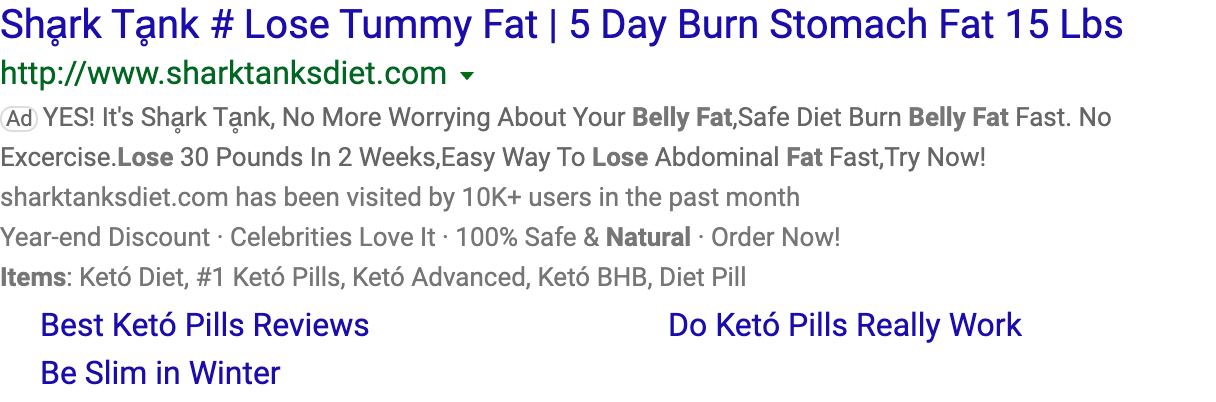 Shḁrk Tḁnk # Lose Tummy Fat | 5 Day Burn Stomach Fat 15 Lbs
http://www.sharktanksdiet.com
Ad YES! It's Shḁrk Tḁnk, No More Worrying About Your Belly Fat,Safe Diet Burn Belly Fat Fast. No
Excercise.Lose 30 Pounds In 2 Weeks,Easy Way To Lose Abdominal Fat Fast,Try Now!
sharktanksdiet.com has been visited by 10K+ users in the past month
Year-end Discount · Celebrities Love It · 100% Safe & Natural · Order Now!
Items: Ketó Diet, #1 Ketó Pills, Ketó Advanced, Ketó BHB, Diet Pill
Best Ketó Pills Reviews
Do Ketó Pills Really Work
Be Slim in Winter